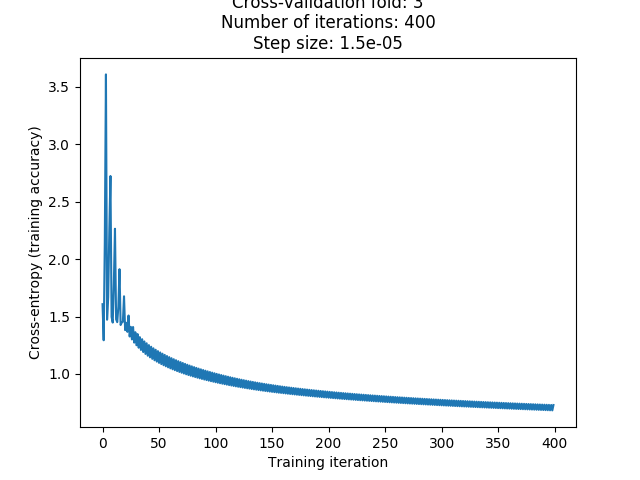 Cross-validation fold: 3
Number of iterations: 400
Step size: 1.5e-05
3.5
3.0
2.5
2.0
1.5
1.0
Cross-entropy (training accuracy)
0 50 100 150 200 250 300 350 400
Training iteration